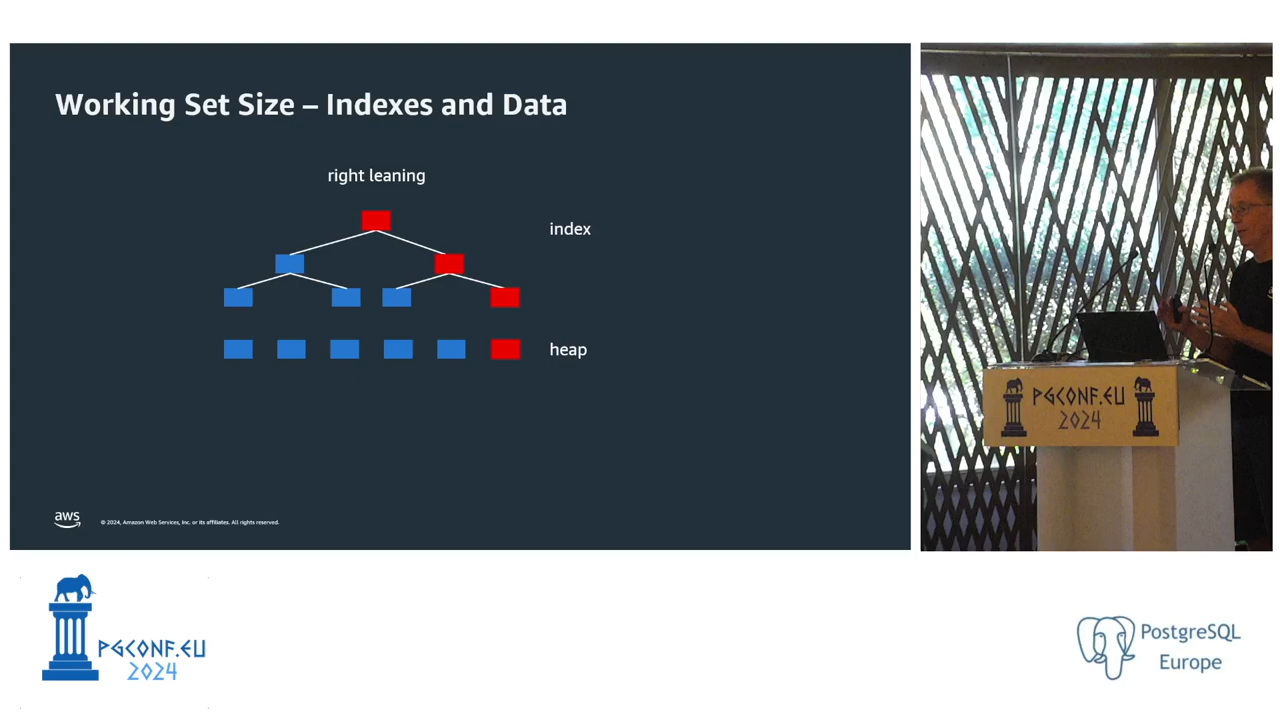 Working Set Size – Indexes and Data
right leaning
index
heap
aws
© 2024, Amazon Web Services, Inc. or its affiliates. All rights reserved.
PGCONF.EU
2024
PGCONF.EU
2024
PostgreSQL
Europe